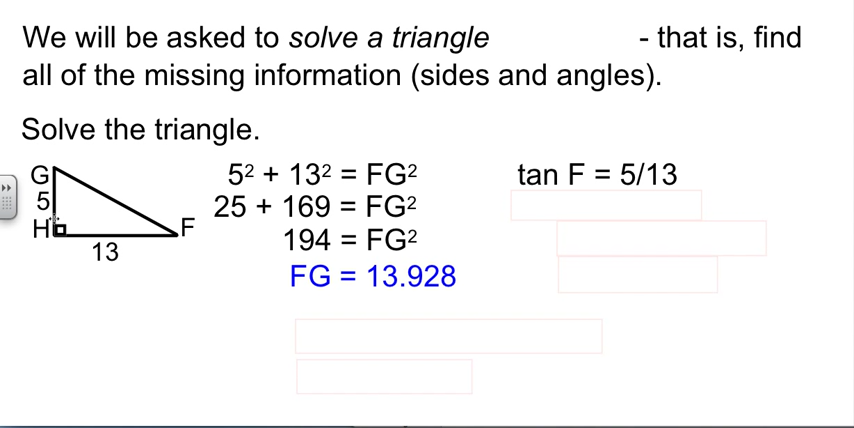 We will be asked to solve a triangle - that is, find
all of the missing information (sides and angles).
Solve the triangle.
G
5
H
F
13
5² + 13² = FG²
25 + 169 = FG²
194 = FG²
FG = 13.928
tan F = 5/13